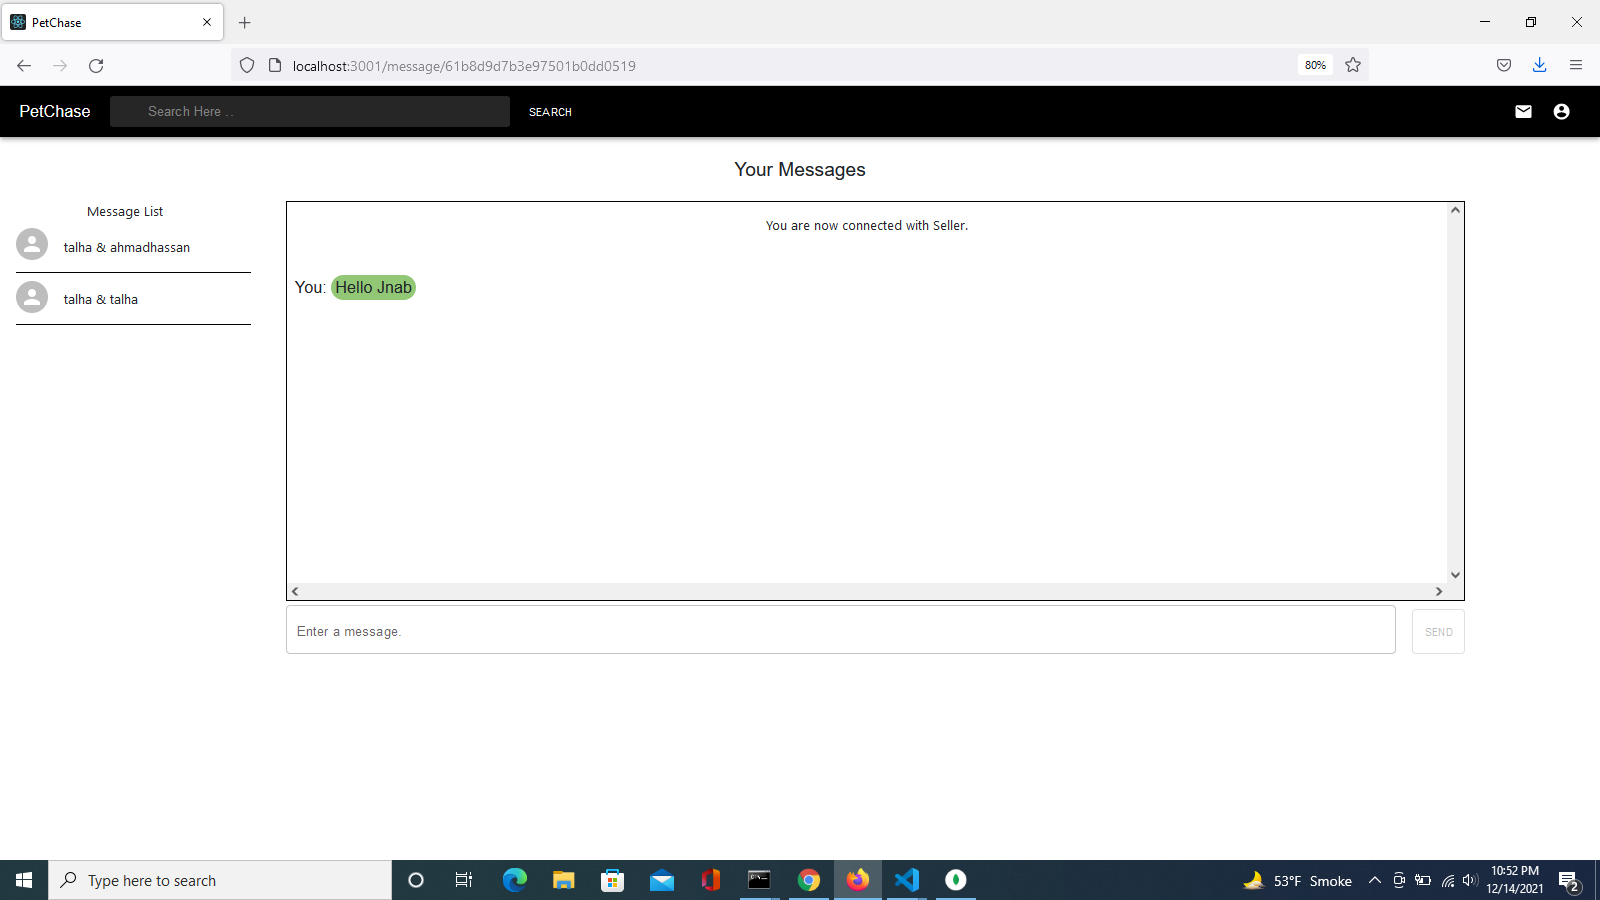 PetChase
localhost:3001/message/61b8d9d7b3e97501b0dd0519
80%
PetChase
Search Here . .
SEARCH
Your Messages
Message List
talha & ahmadhassan
talha & talha
You are now connected with Seller.
You: Hello Jnab
Enter a message.
SEND
Type here to search
53°F Smoke
10:52 PM
12/14/2021
2